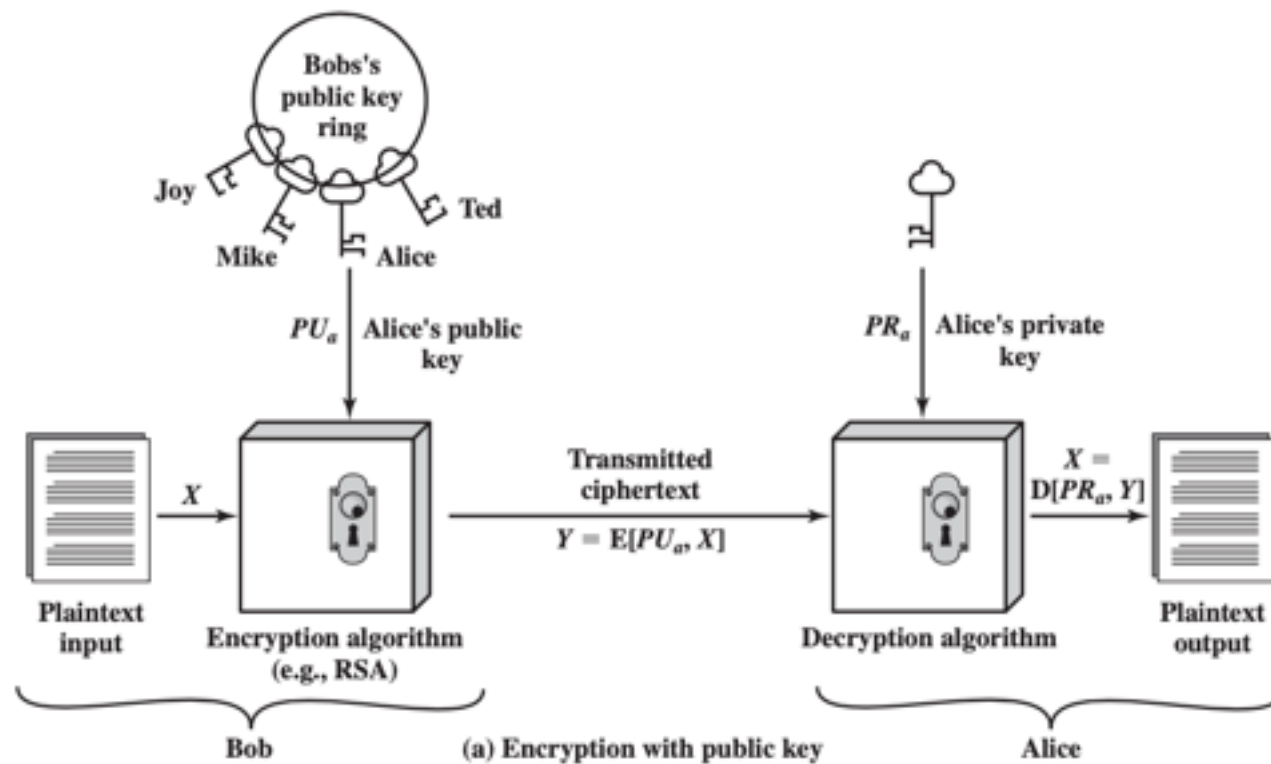 Bobs's
public key
ring
Joy
Ted
Mike
Alice
PUa
Alice's public
key
PRa
Alice's private
key
X
Transmitted
ciphertext
Y = E[PUa, X]
X =
D[PRa, Y]
Plaintext
input
Encryption algorithm
(e.g., RSA)
Decryption algorithm
Plaintext
output
Bob
(a) Encryption with public key
Alice